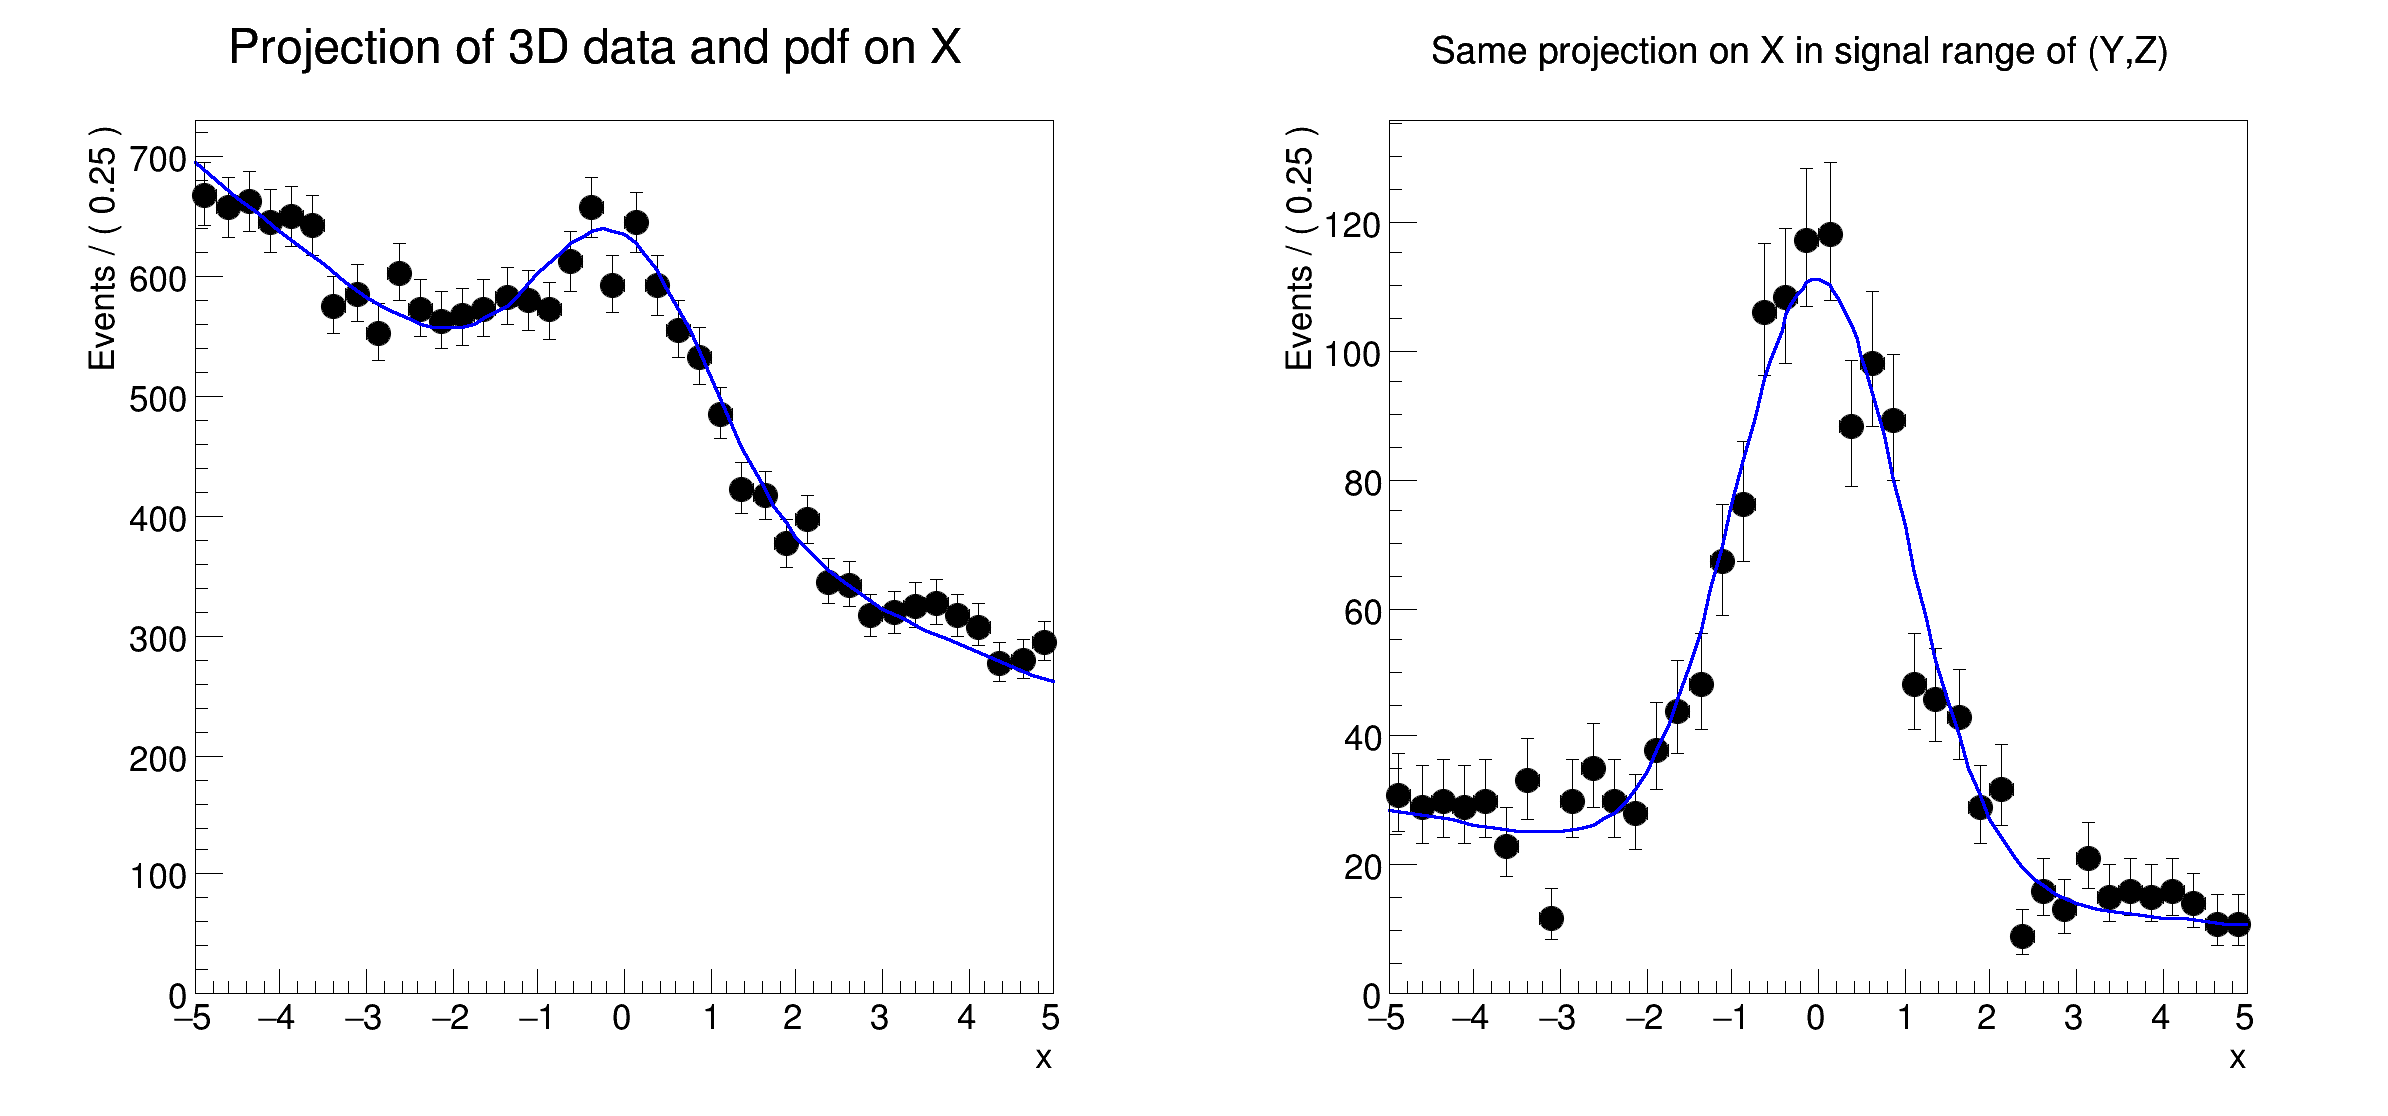 Projection of 3D data and pdf on X
Events / ( 0.25 )
700
600
500
400
300
200
100
0
−5 −4 −3 −2 −1 0 1 2 3 4 5
x
Same projection on X in signal range of (Y,Z)
Events / ( 0.25 )
120
100
80
60
40
20
0
−5 −4 −3 −2 −1 0 1 2 3 4 5
x